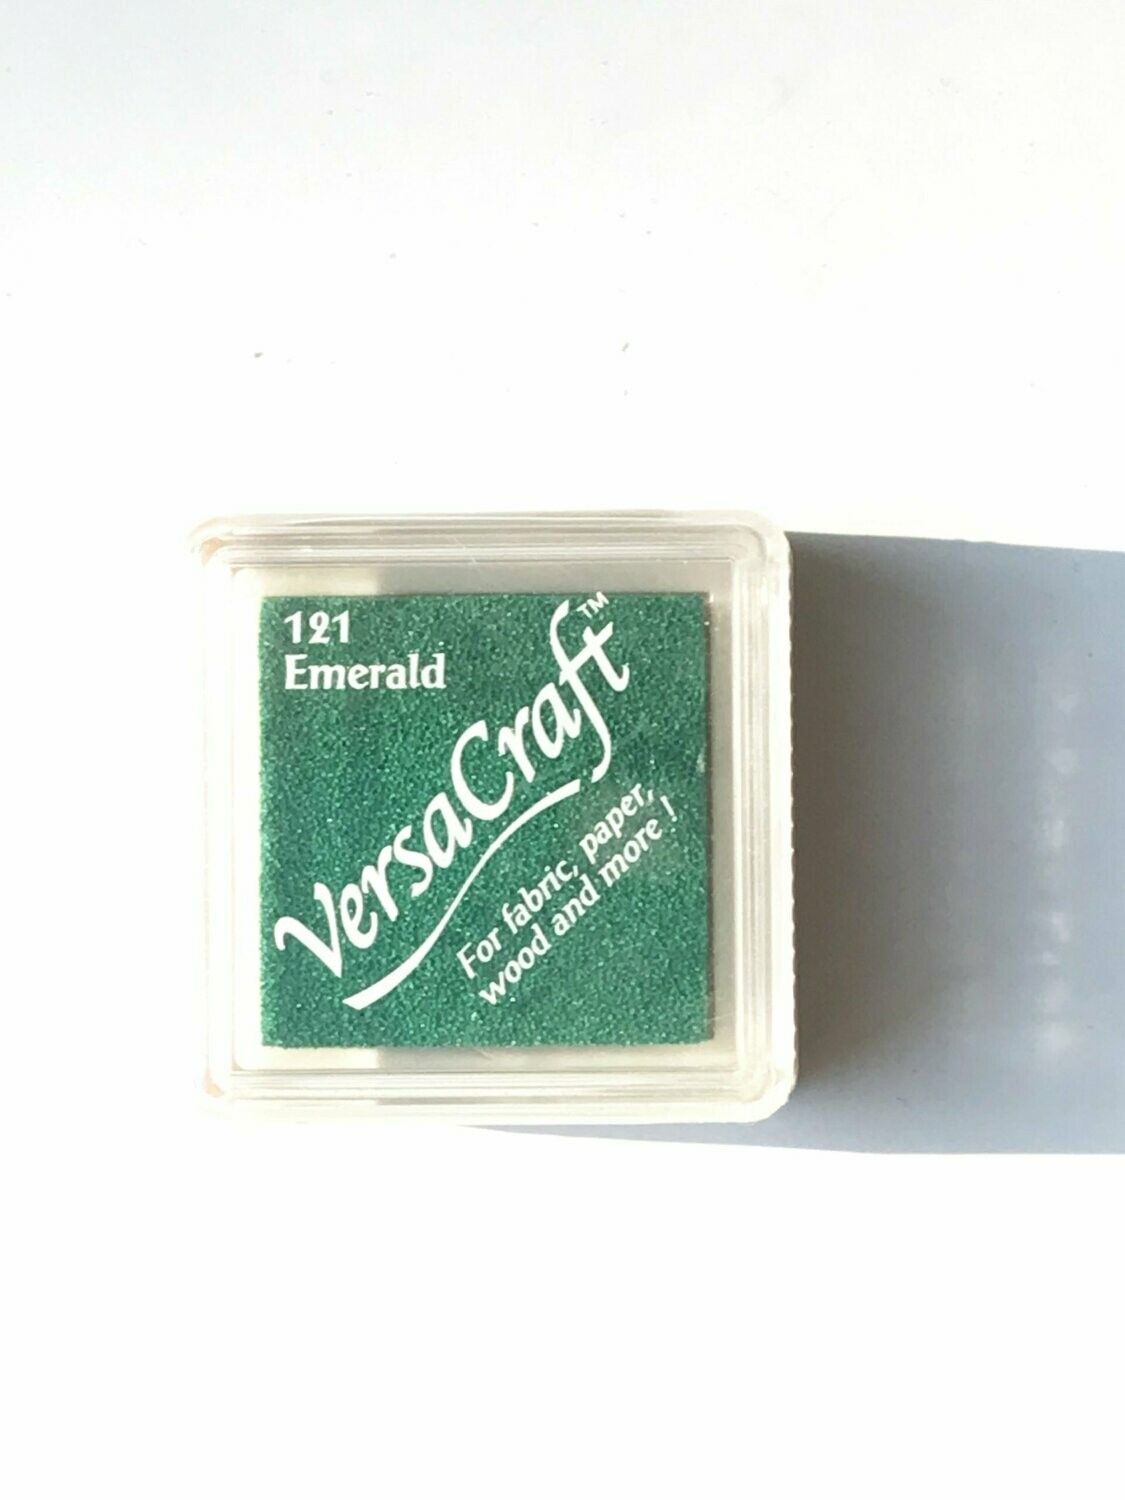 121
Emerald
VersaCraft™
For fabric, paper,
wood and more !